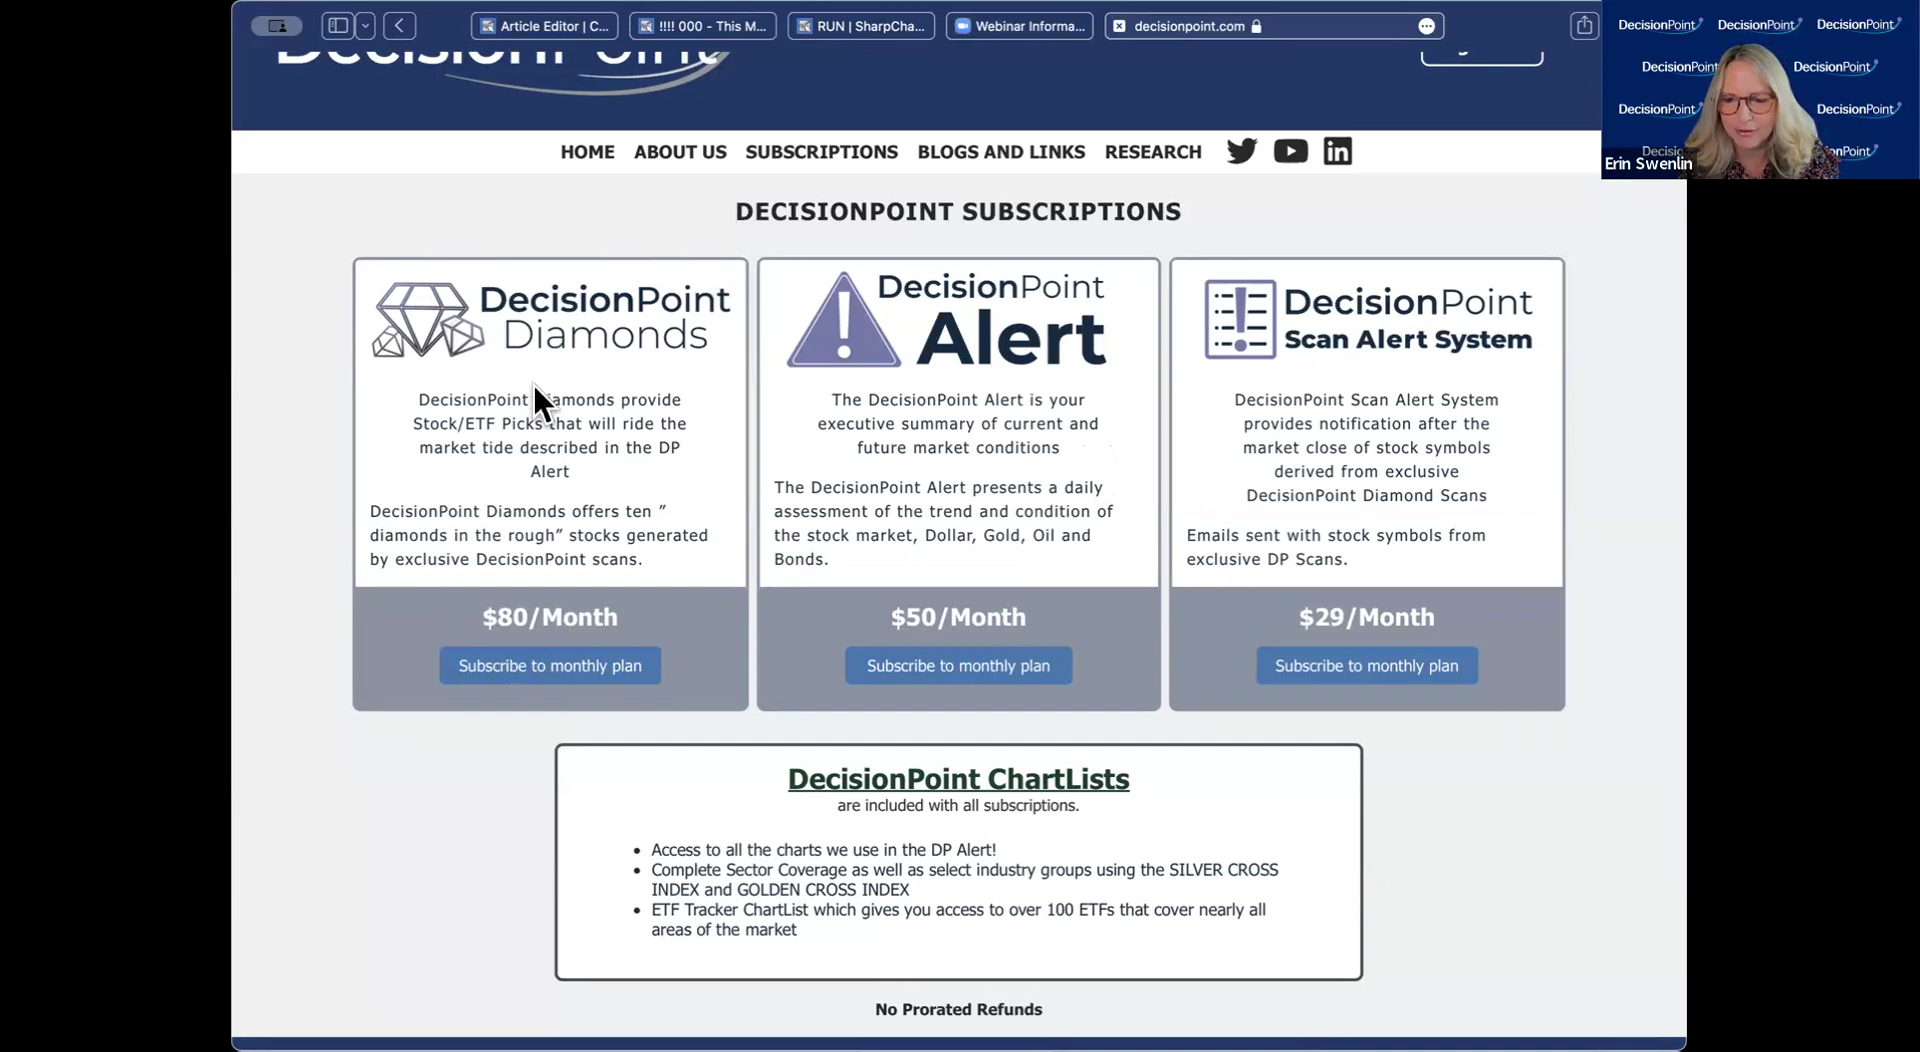 Article Editor | C...
!!!! 000 - This M...
RUN | SharpCha...
Webinar Informa...
decisionpoint.com
DecisionPoint
DecisionPoint DecisionPoint DecisionPoint
DecisionPoint DecisionPoint
DecisionPoint DecisionPoint
Erin Swenlin
HOME ABOUT US SUBSCRIPTIONS BLOGS AND LINKS RESEARCH
DECISIONPOINT SUBSCRIPTIONS
DecisionPoint
Diamonds
DecisionPoint Diamonds provide
Stock/ETF Picks that will ride the
market tide described in the DP
Alert
DecisionPoint Diamonds offers ten ”
diamonds in the rough” stocks generated
by exclusive DecisionPoint scans.
$80/Month
Subscribe to monthly plan
DecisionPoint
Alert
The DecisionPoint Alert is your
executive summary of current and
future market conditions
The DecisionPoint Alert presents a daily
assessment of the trend and condition of
the stock market, Dollar, Gold, Oil and
Bonds.
$50/Month
Subscribe to monthly plan
DecisionPoint
Scan Alert System
DecisionPoint Scan Alert System
provides notification after the
market close of stock symbols
derived from exclusive
DecisionPoint Diamond Scans
Emails sent with stock symbols from
exclusive DP Scans.
$29/Month
Subscribe to monthly plan
DecisionPoint ChartLists
are included with all subscriptions.
• Access to all the charts we use in the DP Alert!
• Complete Sector Coverage as well as select industry groups using the SILVER CROSS
INDEX and GOLDEN CROSS INDEX
• ETF Tracker ChartList which gives you access to over 100 ETFs that cover nearly all
areas of the market
No Prorated Refunds